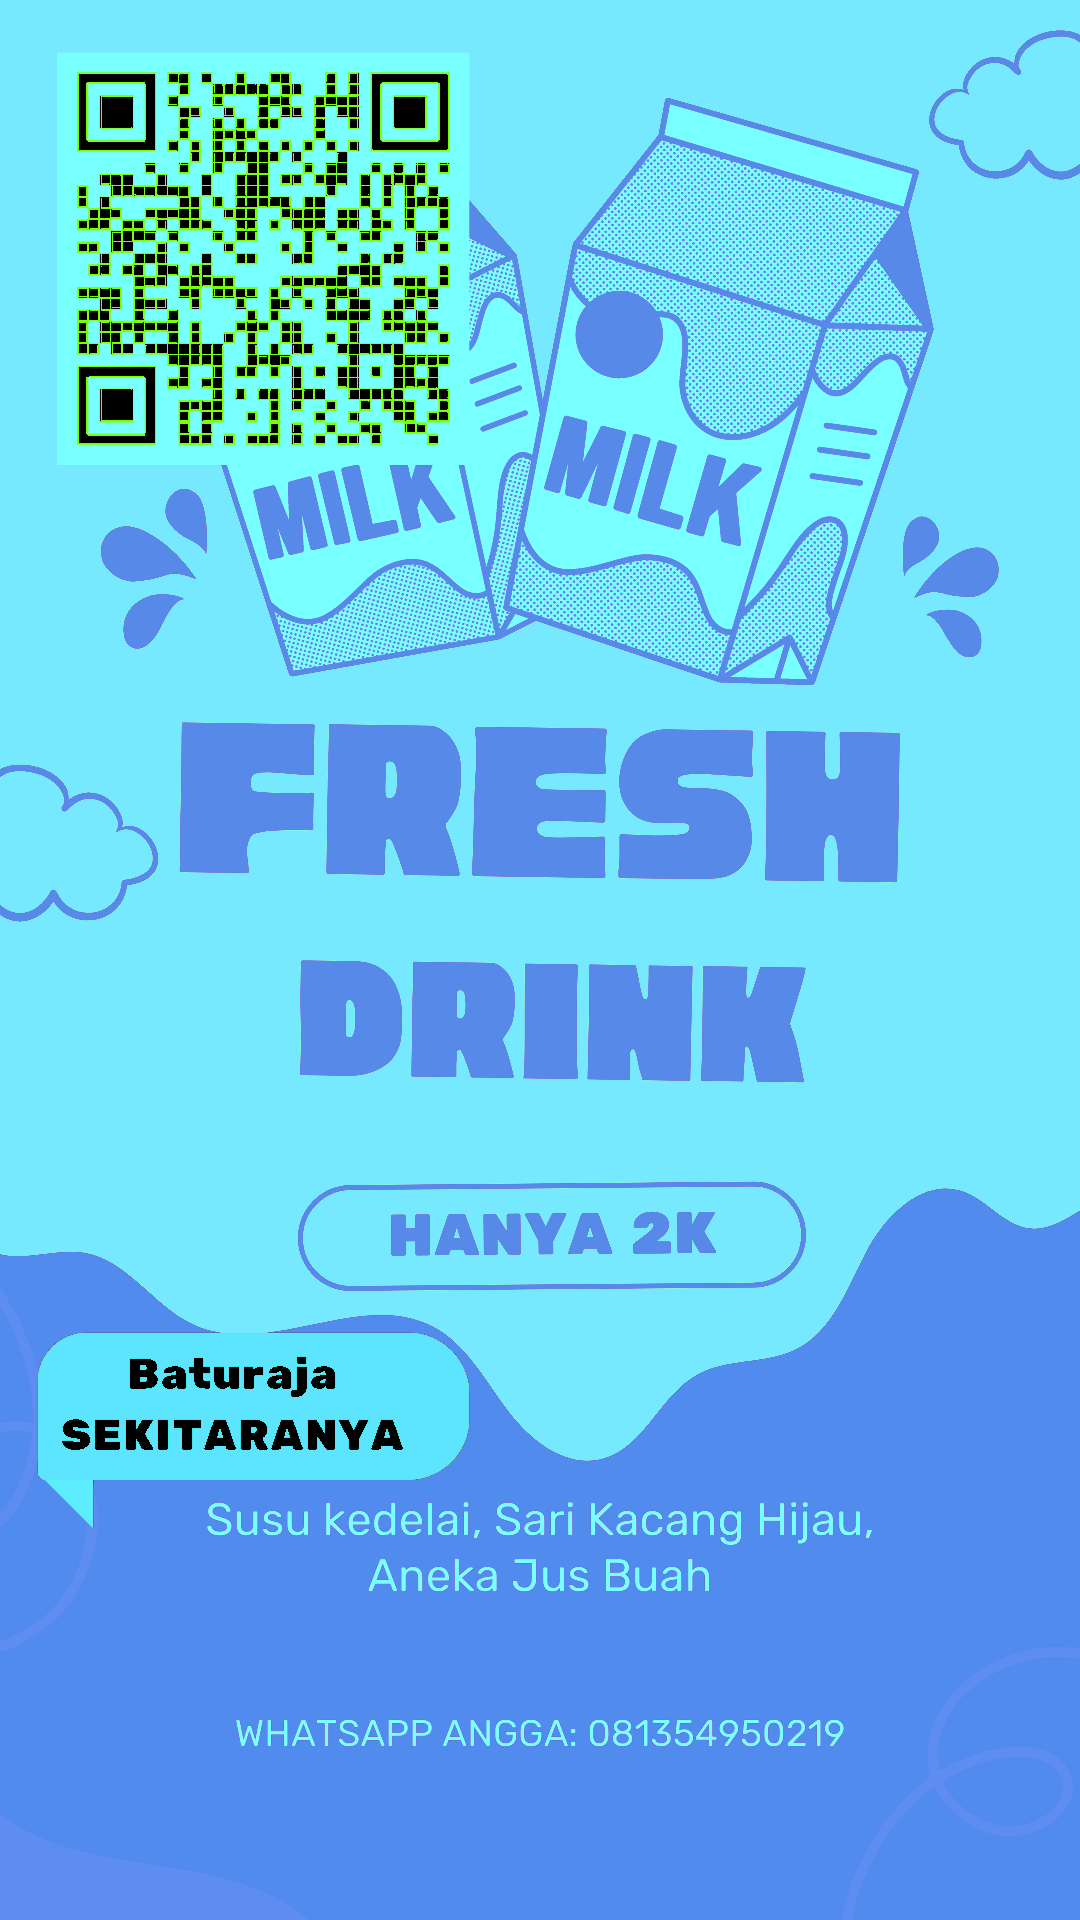 MILK
MILK
FRESH
DRINK
HANYA 2K
Baturaja
SEKITARANYA
Susu kedelai, Sari Kacang Hijau,
Aneka Jus Buah
WHATSAPP ANGGA: 081354950219